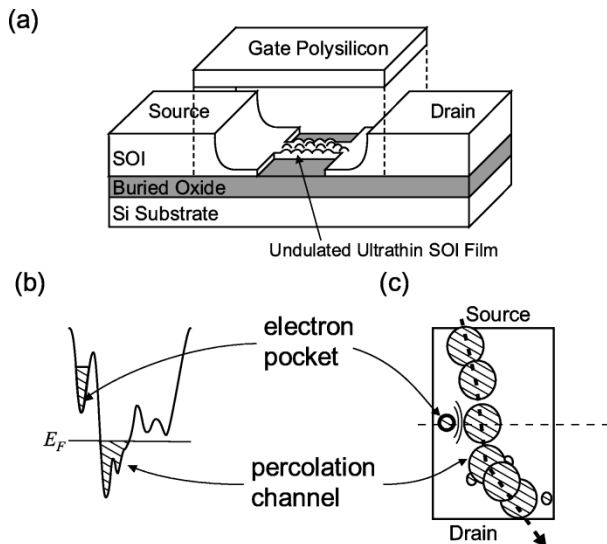 (a)
Gate Polysilicon
Source
Drain
SOI
Buried Oxide
Si Substrate
Undulated Ultrathin SOI Film
(b)
(c)
electron
pocket
Source
E_F
percolation
channel
Drain